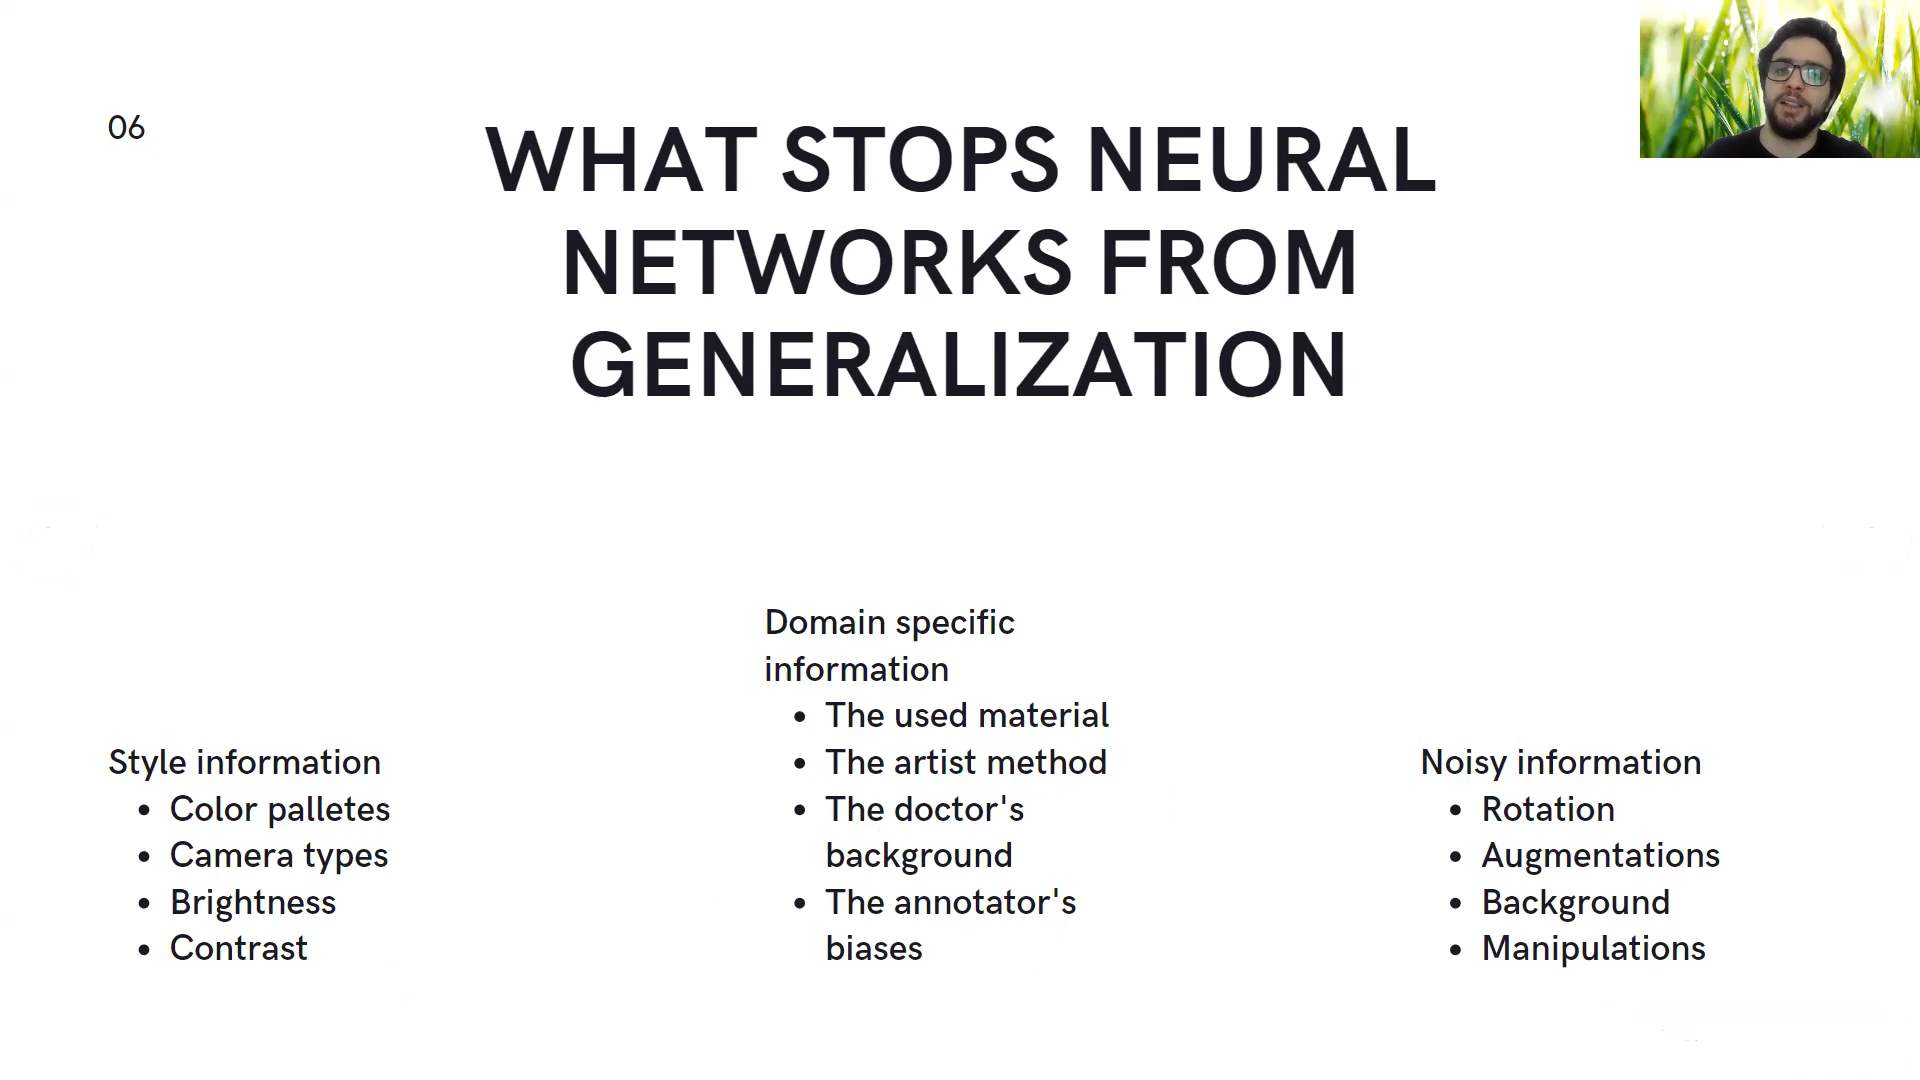 06
WHAT STOPS NEURAL
NETWORKS FROM
GENERALIZATION
Style information
• Color palletes
• Camera types
• Brightness
• Contrast
Domain specific
information
• The used material
• The artist method
• The doctor's
background
• The annotator's
biases
Noisy information
• Rotation
• Augmentations
• Background
• Manipulations